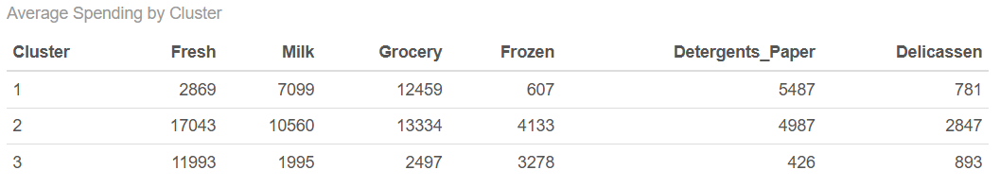 Average Spending by Cluster
Cluster Fresh Milk Grocery Frozen Detergents_Paper Delicassen
1 2869 7099 12459 607 5487 781
2 17043 10560 13334 4133 4987 2847
3 11993 1995 2497 3278 426 893